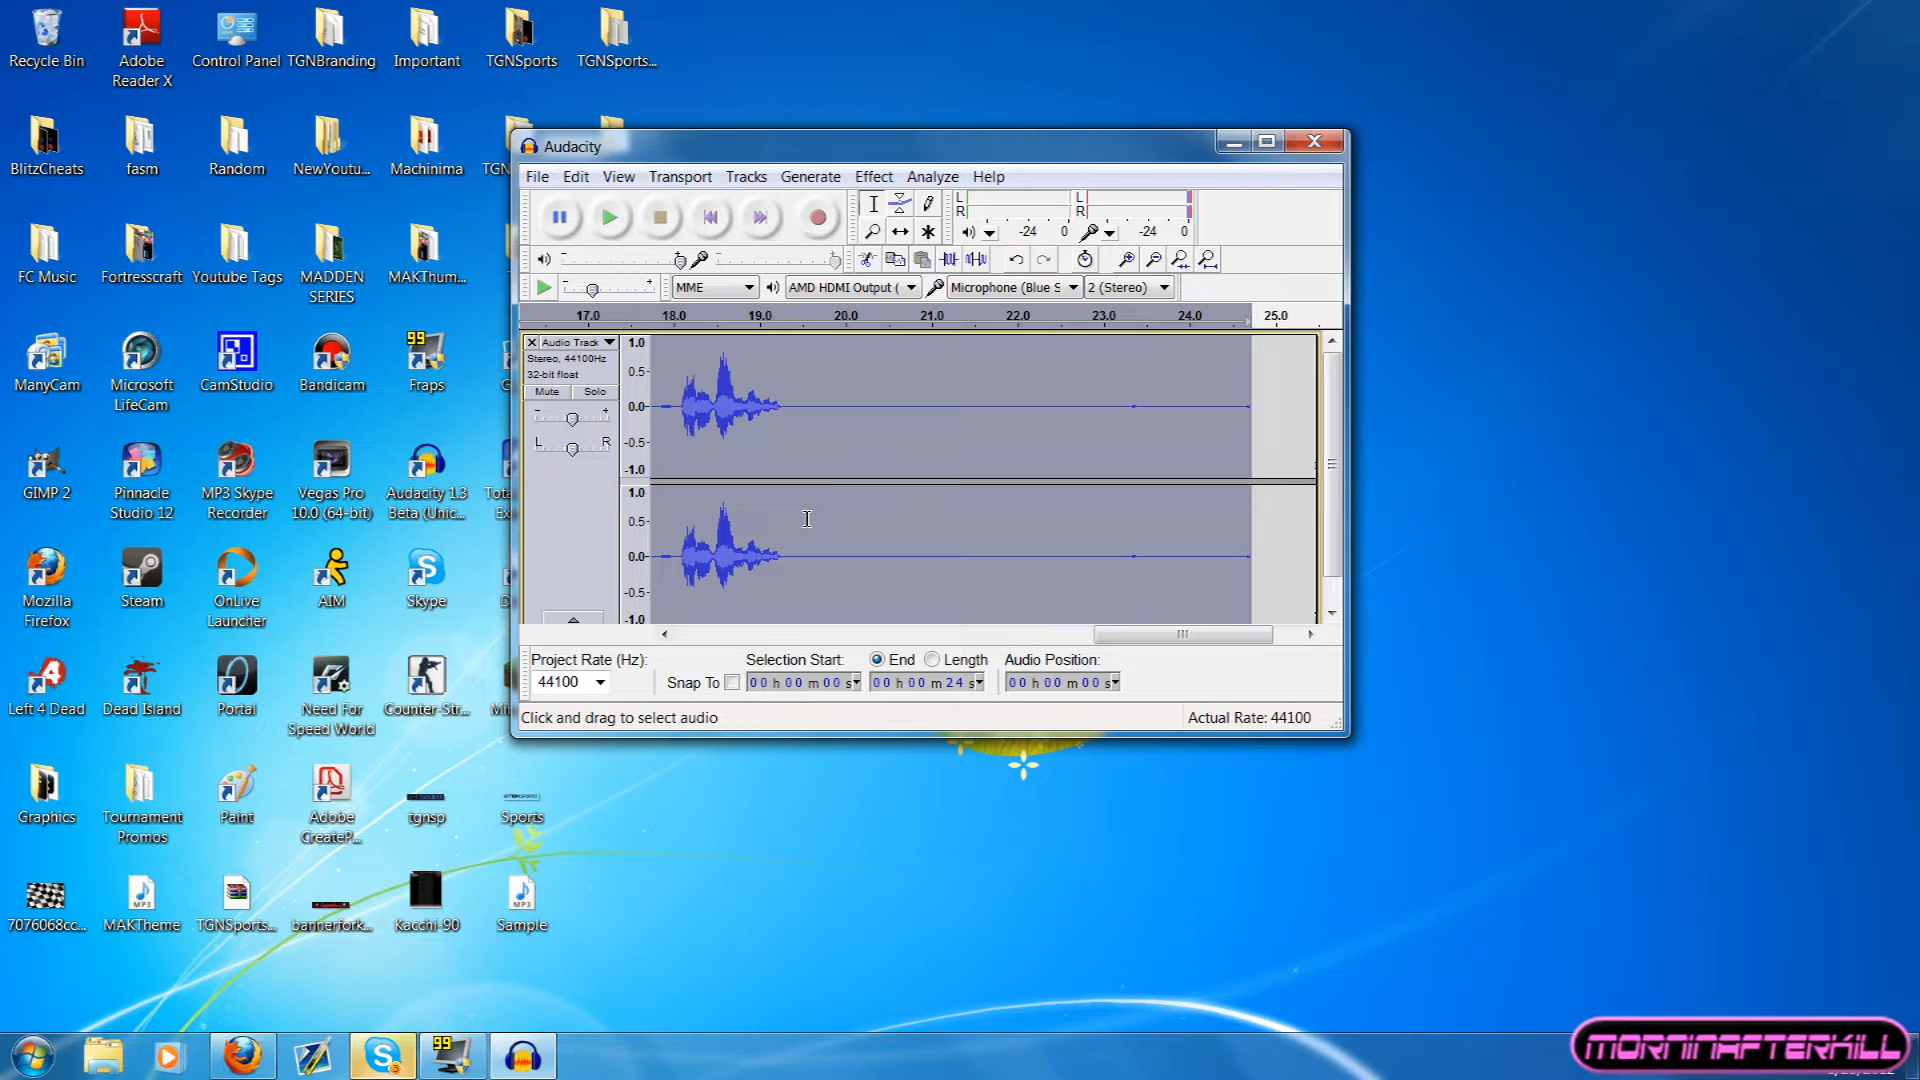 Recycle Bin
Adobe
Reader X
Control Panel
TGNBranding
Important
TGNSports
TGNSports...
BlitzCheats
fasm
Random
NewYoutu...
Machinima
FC Music
Fortresscraft
Youtube Tags
MADDEN
SERIES
MAKThum...
ManyCam
Microsoft
LifeCam
CamStudio
Bandicam
99
Fraps
GIMP 2
Pinnacle
Studio 12
MP3 Skype
Recorder
Vegas Pro
10.0 (64-bit)
Audacity 1.3
Beta (Unic...
Mozilla
Firefox
Steam
OnLive
Launcher
AIM
Skype
Left 4 Dead
Dead Island
Portal
Need For
Speed World
Counter-Str...
Graphics
Tournament
Promos
Paint
Adobe
CreateP...
tgnsp
Sports
7076068cc...
MAKTheme
TGNSports...
bannerfork...
Kacchi-90
MP3
Sample
Audacity
File Edit View Transport Tracks Generate Effect Analyze Help
L
R
-24 0
L
R
-24 0
MME
AMD HDMI Output (
Microphone (Blue S
2 (Stereo)
17.0 18.0 19.0 20.0 21.0 22.0 23.0 24.0 25.0
X Audio Track
Stereo, 44100Hz
32-bit float
Mute Solo
- +
L R
1.0
0.5-
0.0-
-0.5-
-1.0
1.0
0.5-
0.0-
-0.5-
-1.0
Project Rate (Hz):
44100
Snap To
Selection Start:
00 h 00 m 00 s
End Length
00 h 00 m 24 s
Audio Position:
00 h 00 m 00 s
Click and drag to select audio
Actual Rate: 44100
99
MORNINAFTERKILL